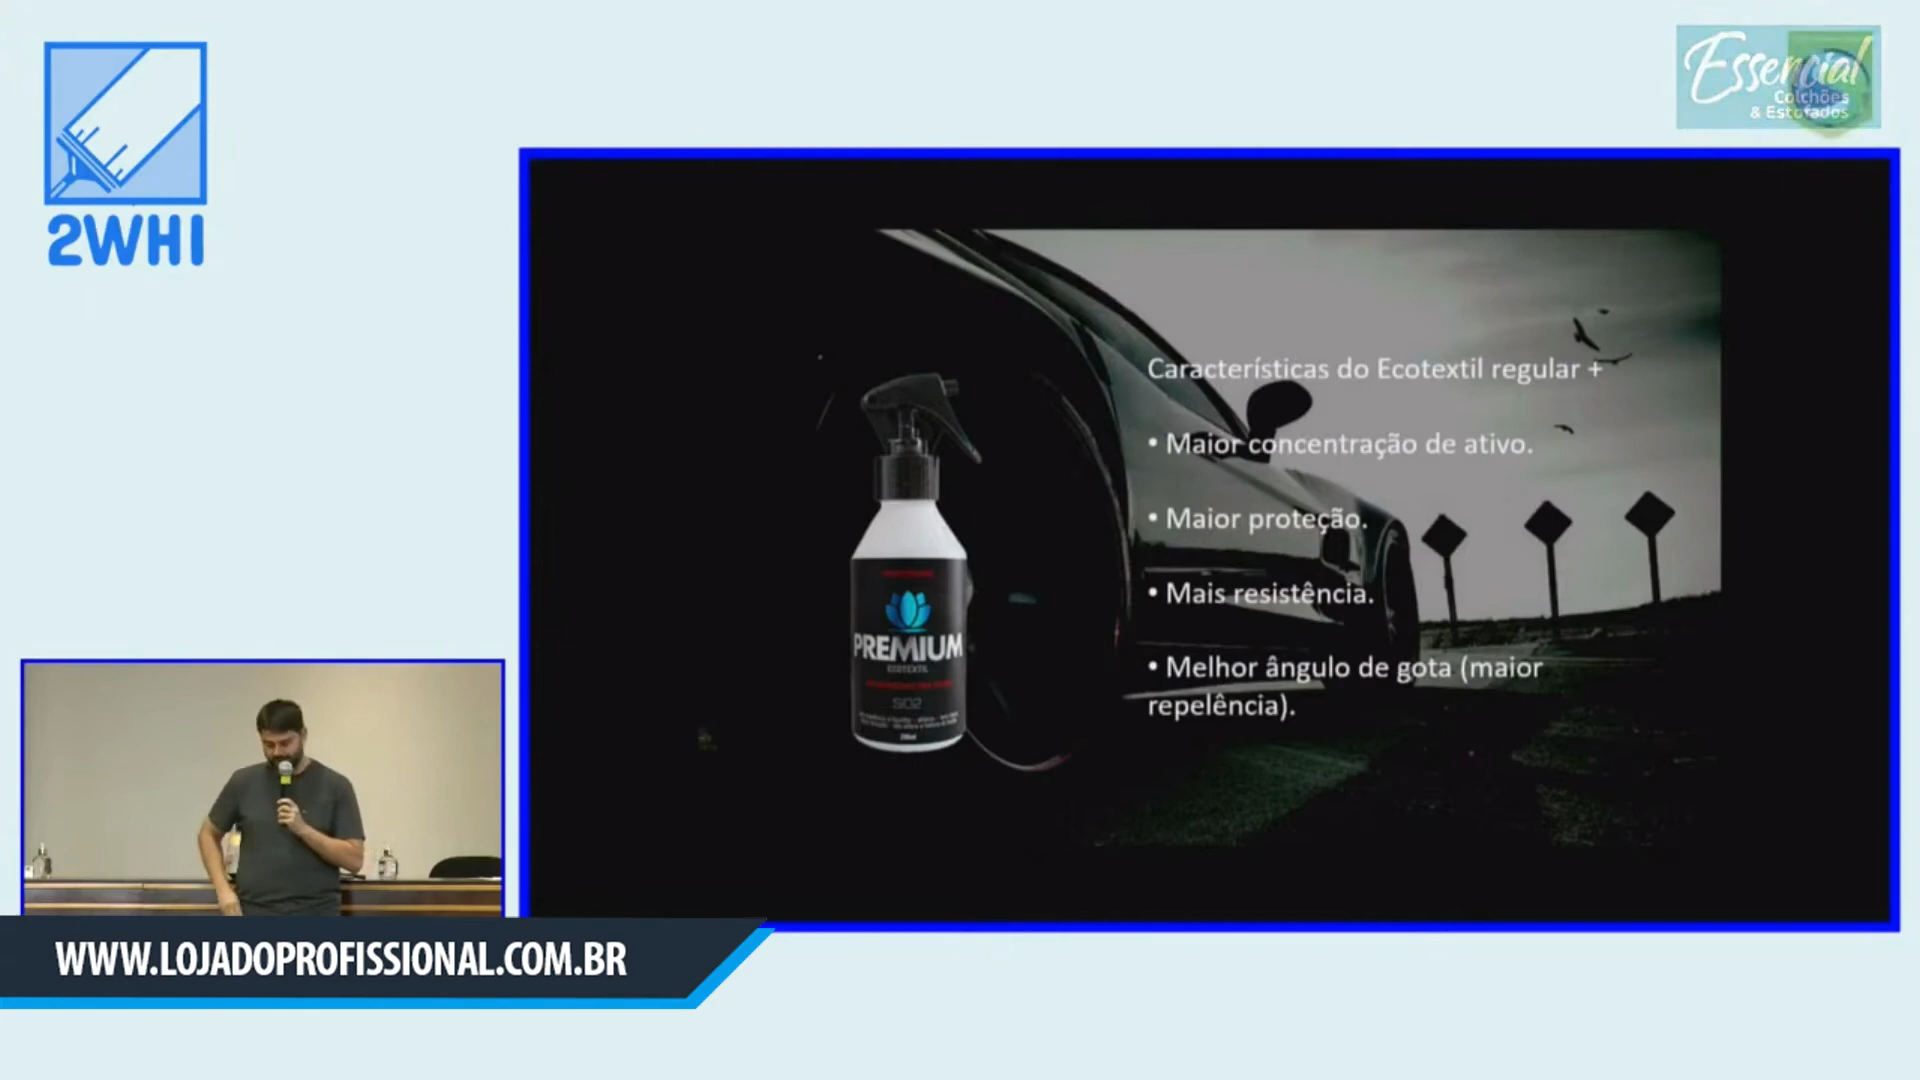 2WHI
Essencial
Colchões
& Estofados
Características do Ecotextil regular +
• Maior concentração de ativo.
• Maior proteção.
• Mais resistência.
• Melhor ângulo de gota (maior
repelência).
PREMIUM
ECOTEXTIL
SIO2
WWW.LOJADOPROFISSIONAL.COM.BR